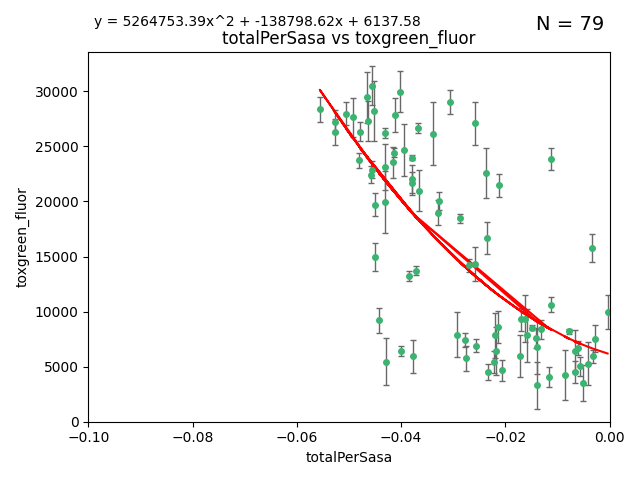 y = 5264753.39x^2 + -138798.62x + 6137.58
N = 79
totalPerSasa vs toxgreen_fluor
30000
25000
20000
15000
10000
5000
0
toxgreen_fluor
−0.10 −0.08 −0.06 −0.04 −0.02 0.00
totalPerSasa